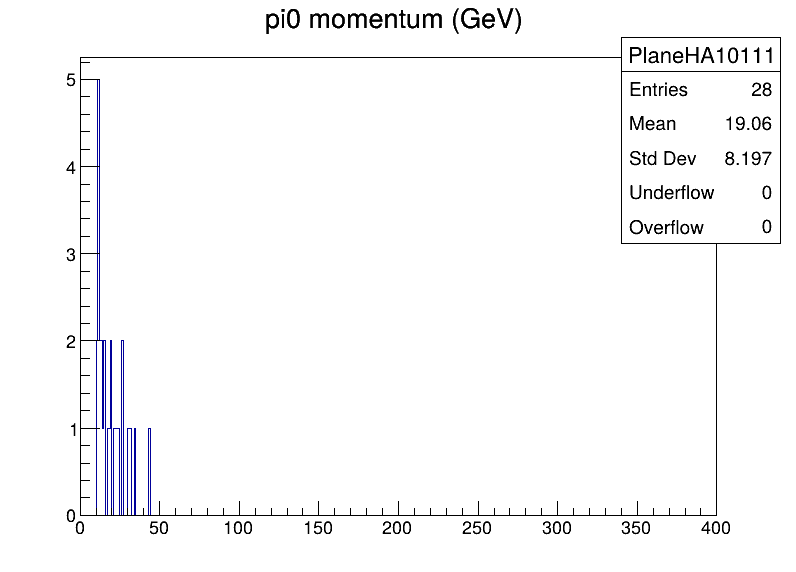 pi0 momentum (GeV)
PlaneHA10111
Entries 28
Mean 19.06
Std Dev 8.197
Underflow 0
Overflow 0
5
4
3
2
1
0
0 50 100 150 200 250 300 350 400